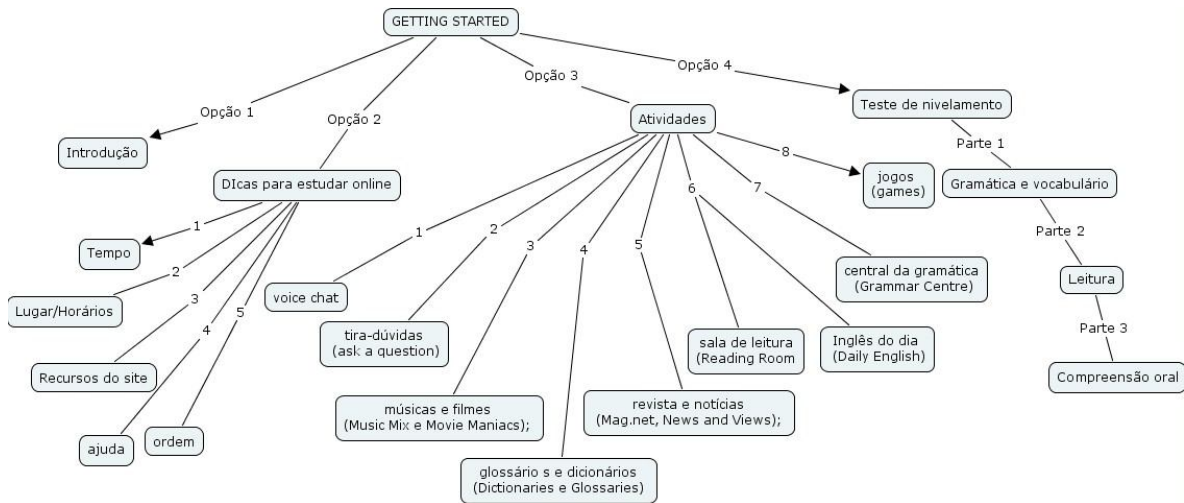 GETTING STARTED
Opção 1
Opção 2
Opção 3
Opção 4
Introdução
DIcas para estudar online
1
2
3
4
5
Tempo
Lugar/Horários
Recursos do site
ajuda
ordem
Atividades
1
2
3
4
5
6
7
8
voice chat
tira-dúvidas
(ask a question)
músicas e filmes
(Music Mix e Movie Maniacs);
glossário s e dicionários
(Dictionaries e Glossaries)
revista e notícias
(Mag.net, News and Views);
sala de leitura
(Reading Room
Inglês do dia
(Daily English)
central da gramática
(Grammar Centre)
jogos
(games)
Teste de nivelamento
Parte 1
Gramática e vocabulário
Parte 2
Leitura
Parte 3
Compreensão oral